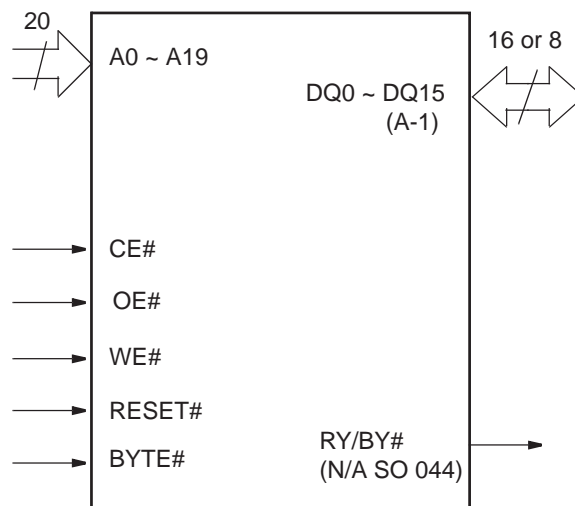 20
A0 ~ A19
16 or 8
DQ0 ~ DQ15
(A-1)
CE#
OE#
WE#
RESET#
BYTE#
RY/BY#
(N/A SO 044)